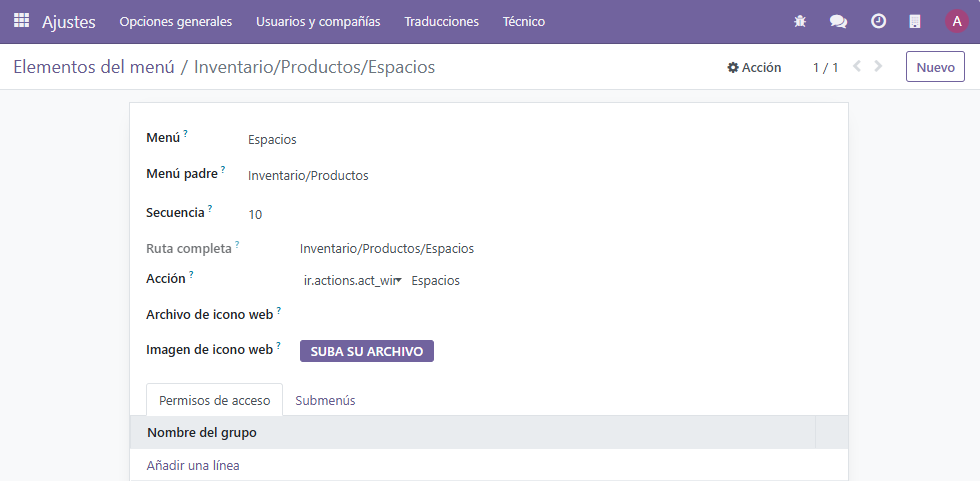 Ajustes Opciones generales Usuarios y compañías Traducciones Técnico A
Elementos del menú / Inventario/Productos/Espacios Acción 1 / 1 Nuevo
Menú ? Espacios
Menú padre ? Inventario/Productos
Secuencia ? 10
Ruta completa ? Inventario/Productos/Espacios
Acción ? ir.actions.act_wir Espacios
Archivo de icono web ?
Imagen de icono web ? SUBA SU ARCHIVO
Permisos de acceso Submenús
Nombre del grupo
Añadir una línea